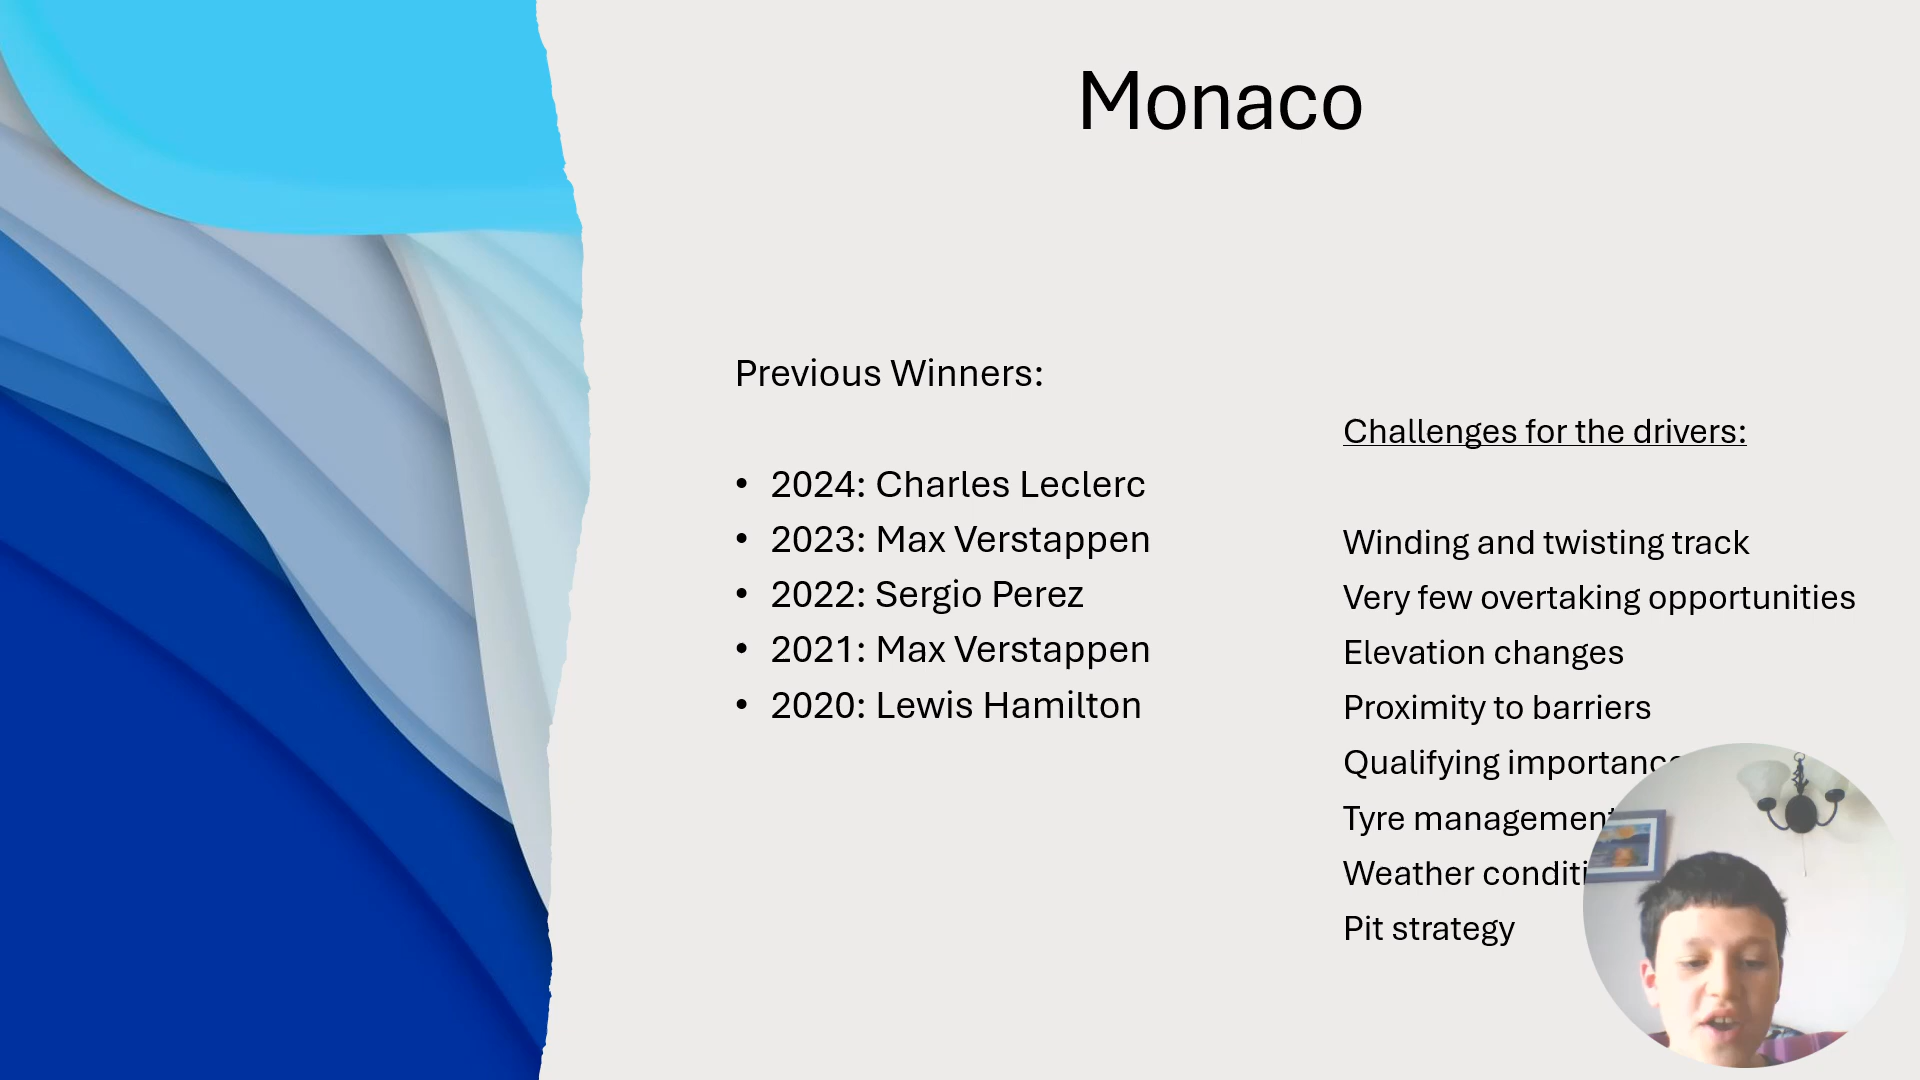 Monaco
Previous Winners:
• 2024: Charles Leclerc
• 2023: Max Verstappen
• 2022: Sergio Perez
• 2021: Max Verstappen
• 2020: Lewis Hamilton
Challenges for the drivers:
Winding and twisting track
Very few overtaking opportunities
Elevation changes
Proximity to barriers
Qualifying importance
Tyre management
Weather
Pit strategy